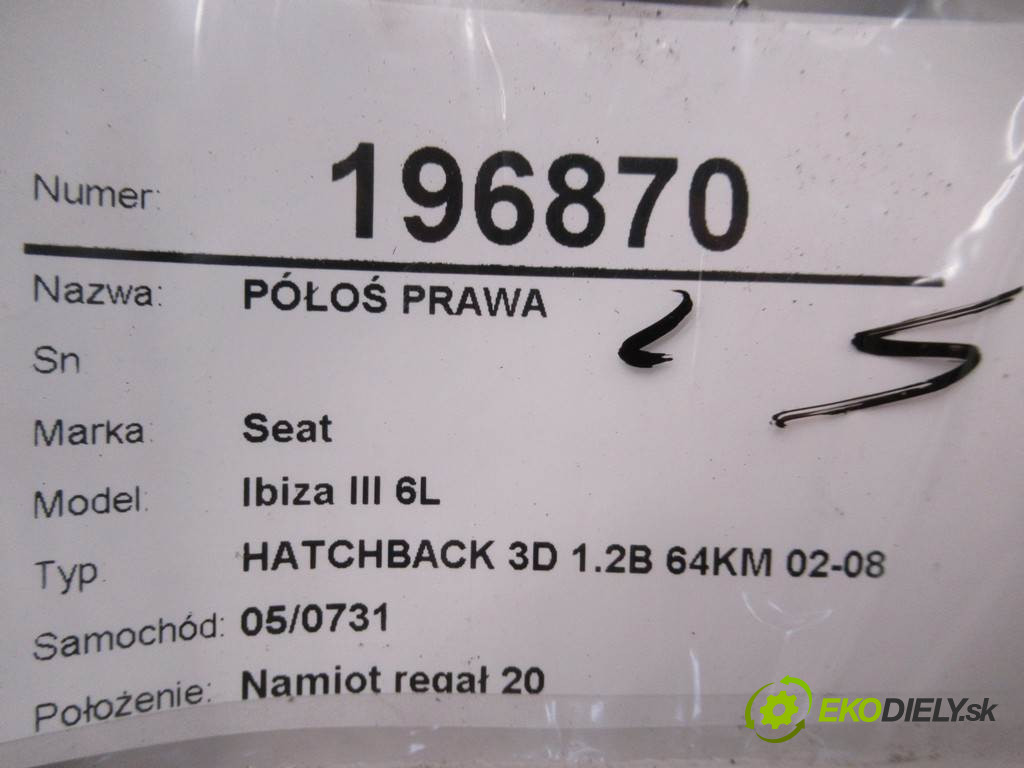 Numer: 196870
Nazwa: PÓŁOŚ PRAWA
Sn
Marka: Seat
Model: Ibiza III 6L
Typ HATCHBACK 3D 1.2B 64KM 02-08
Samochód: 05/0731
Położenie: Namiot regał 20
EKODIELY.sk